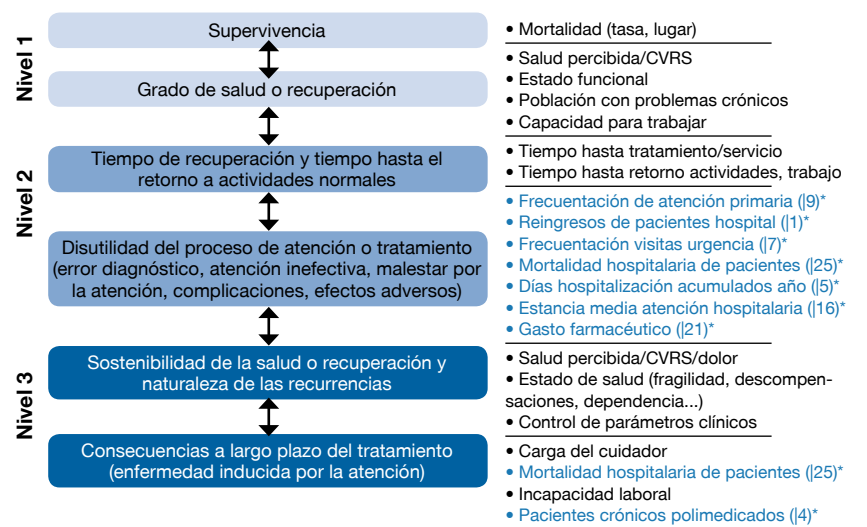 Nivel 1
Supervivencia
Grado de salud o recuperación
Nivel 2
Tiempo de recuperación y tiempo hasta el
retorno a actividades normales
Disutilidad del proceso de atención o tratamiento
(error diagnóstico, atención inefectiva, malestar por
la atención, complicaciones, efectos adversos)
Nivel 3
Sostenibilidad de la salud o recuperación y
naturaleza de las recurrencias
Consecuencias a largo plazo del tratamiento
(enfermedad inducida por la atención)
• Mortalidad (tasa, lugar)
• Salud percibida/CVRS
• Estado funcional
• Población con problemas crónicos
• Capacidad para trabajar
• Tiempo hasta tratamiento/servicio
• Tiempo hasta retorno actividades, trabajo
• Frecuentación de atención primaria (|9)*
• Reingresos de pacientes hospital (|1)*
• Frecuentación visitas urgencia (|7)*
• Mortalidad hospitalaria de pacientes (|25)*
• Días hospitalización acumulados año (|5)*
• Estancia media atención hospitalaria (|16)*
• Gasto farmacéutico (|21)*
• Salud percibida/CVRS/dolor
• Estado de salud (fragilidad, descompen-
saciones, dependencia...)
• Control de parámetros clínicos
• Carga del cuidador
• Mortalidad hospitalaria de pacientes (|25)*
• Incapacidad laboral
• Pacientes crónicos polimedicados (|4)*